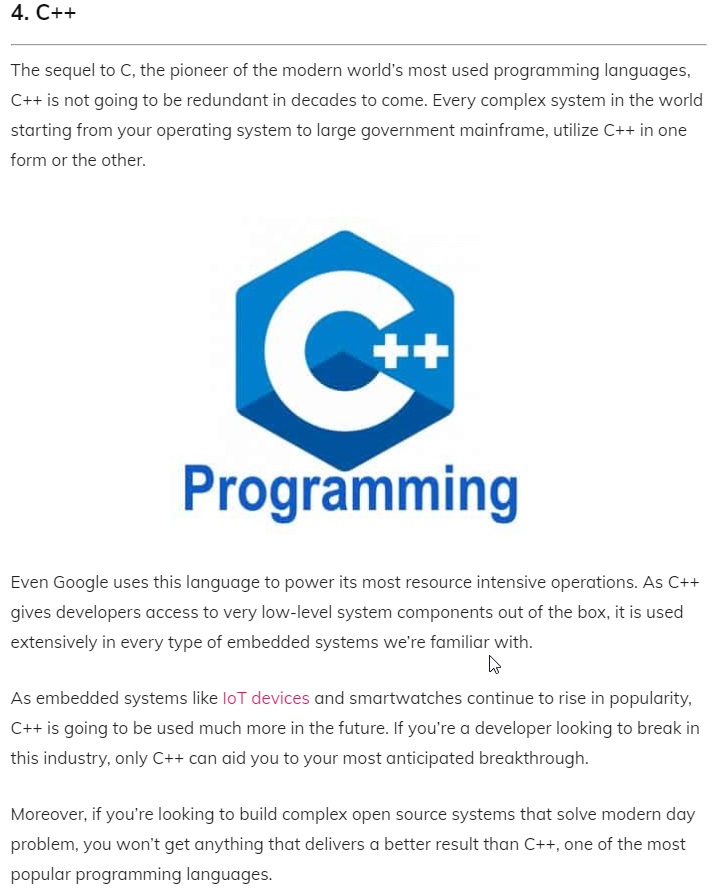 4. C++
The sequel to C, the pioneer of the modern world's most used programming languages,
C++ is not going to be redundant in decades to come. Every complex system in the world
starting from your operating system to large government mainframe, utilize C++ in one
form or the other.
C++
Programming
Even Google uses this language to power its most resource intensive operations. As C++
gives developers access to very low-level system components out of the box, it is used
extensively in every type of embedded systems we're familiar with.
As embedded systems like IoT devices and smartwatches continue to rise in popularity,
C++ is going to be used much more in the future. If you're a developer looking to break in
this industry, only C++ can aid you to your most anticipated breakthrough.
Moreover, if you're looking to build complex open source systems that solve modern day
problem, you won't get anything that delivers a better result than C++, one of the most
popular programming languages.